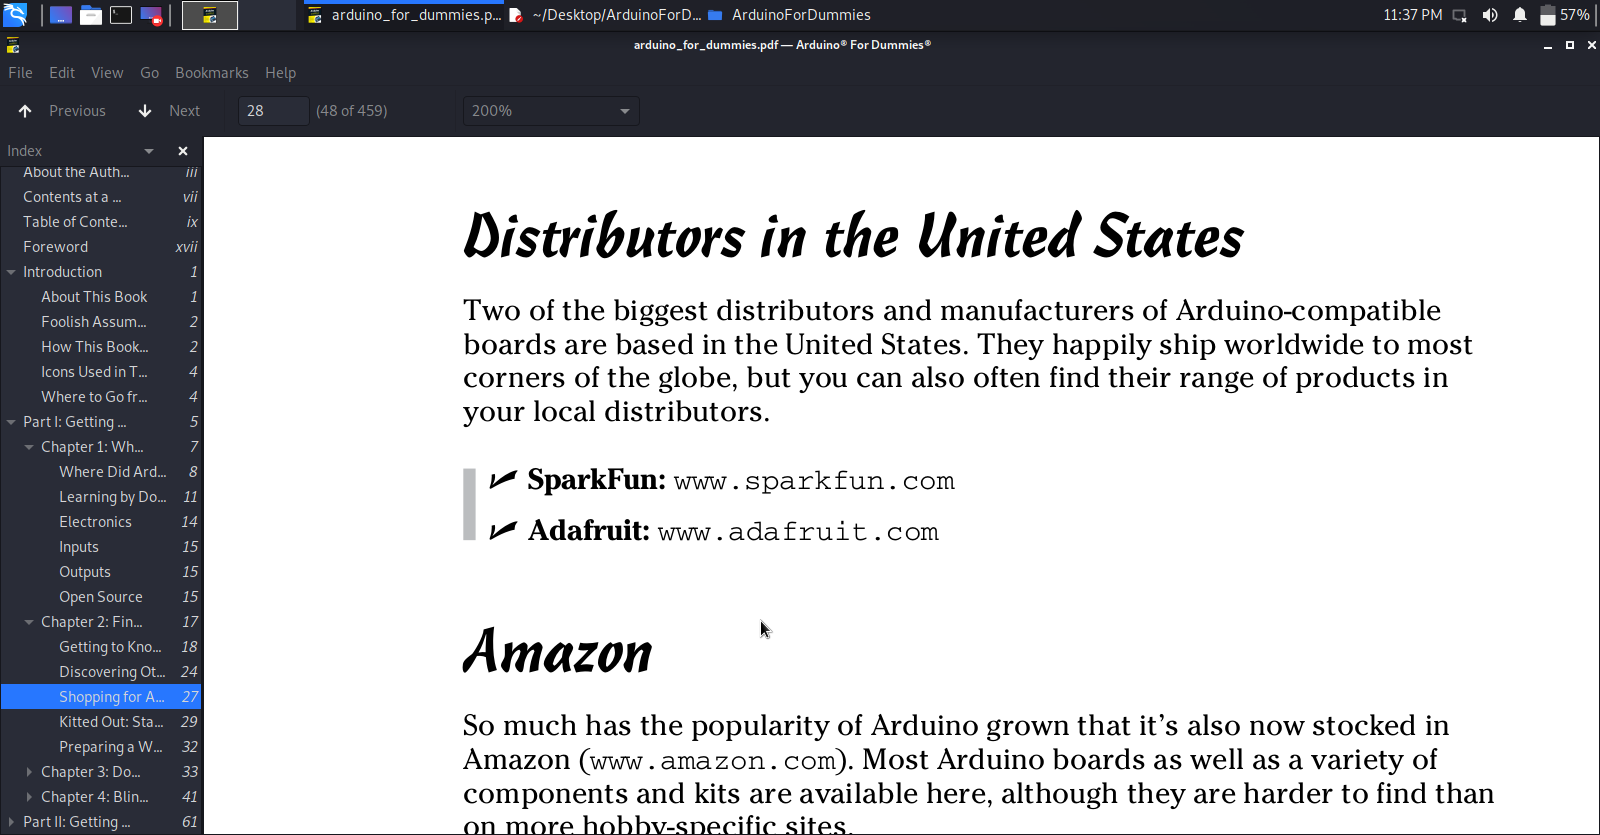 arduino_for_dummies.p...
~/Desktop/ArduinoForD...
ArduinoForDummies
11:37 PM
57%
arduino_for_dummies.pdf — Arduino® For Dummies®
File Edit View Go Bookmarks Help
Previous Next 28 (48 of 459) 200%
Index
About the Auth... iii
Contents at a ... vii
Table of Conte... ix
Foreword xvii
Introduction 1
About This Book 1
Foolish Assum... 2
How This Book... 2
Icons Used in T... 4
Where to Go fr... 4
Part I: Getting ... 5
Chapter 1: Wh... 7
Where Did Ard... 8
Learning by Do... 11
Electronics 14
Inputs 15
Outputs 15
Open Source 15
Chapter 2: Fin... 17
Getting to Kno... 18
Discovering Ot... 24
Shopping for A... 27
Kitted Out: Sta... 29
Preparing a W... 32
Chapter 3: Do... 33
Chapter 4: Blin... 41
Part II: Getting ... 61
Distributors in the United States
Two of the biggest distributors and manufacturers of Arduino-compatible
boards are based in the United States. They happily ship worldwide to most
corners of the globe, but you can also often find their range of products in
your local distributors.
✓ SparkFun: www.sparkfun.com
✓ Adafruit: www.adafruit.com
Amazon
So much has the popularity of Arduino grown that it's also now stocked in
Amazon (www.amazon.com). Most Arduino boards as well as a variety of
components and kits are available here, although they are harder to find than
on more hobby-specific sites.